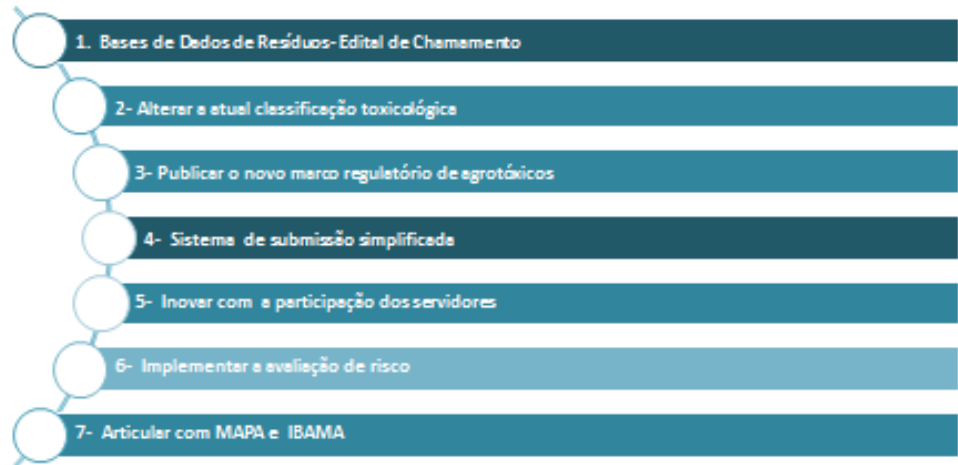 1. Bases de Dados de Resíduos- Edital de Chamamento
2- Alterar a atual classificação toxicológica
3- Publicar o novo marco regulatório de agrotóxicos
4- Sistema de submissão simplificada
5- Inovar com a participação dos servidores
6- Implementar a avaliação de risco
7- Articular com MAPA e IBAMA